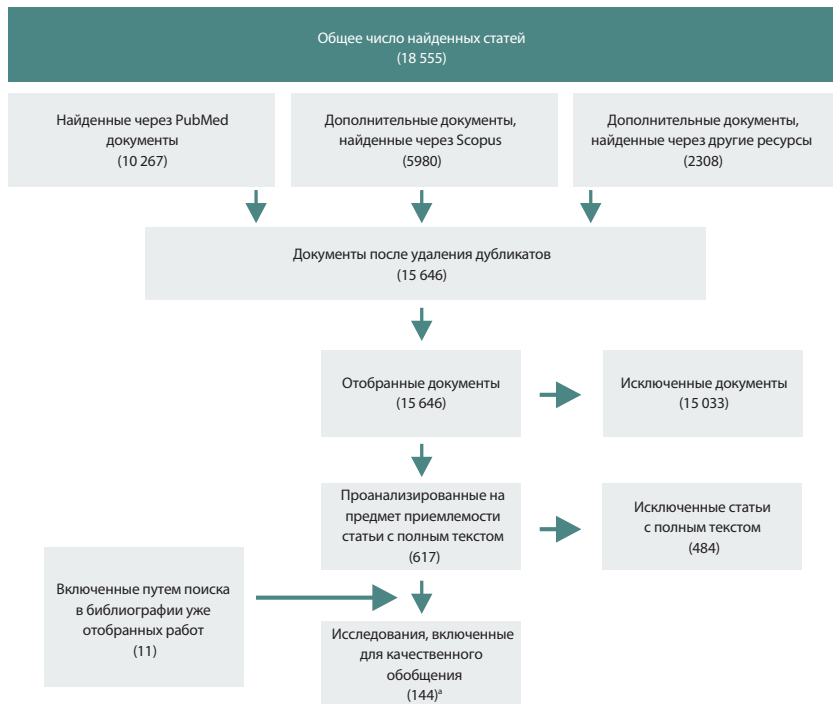 Общее число найденных статей
(18 555)
Найденные через PubMed
документы
(10 267)
Дополнительные документы,
найденные через Scopus
(5980)
Дополнительные документы,
найденные через другие ресурсы
(2308)
Документы после удаления дубликатов
(15 646)
Отобранные документы
(15 646)
Исключенные документы
(15 033)
Проанализированные на
предмет приемлемости
статьи с полным текстом
(617)
Исключенные статьи
с полным текстом
(484)
Включенные путем поиска
в библиографии уже
отобранных работ
(11)
Исследования, включенные
для качественного
обобщения
(144)ª